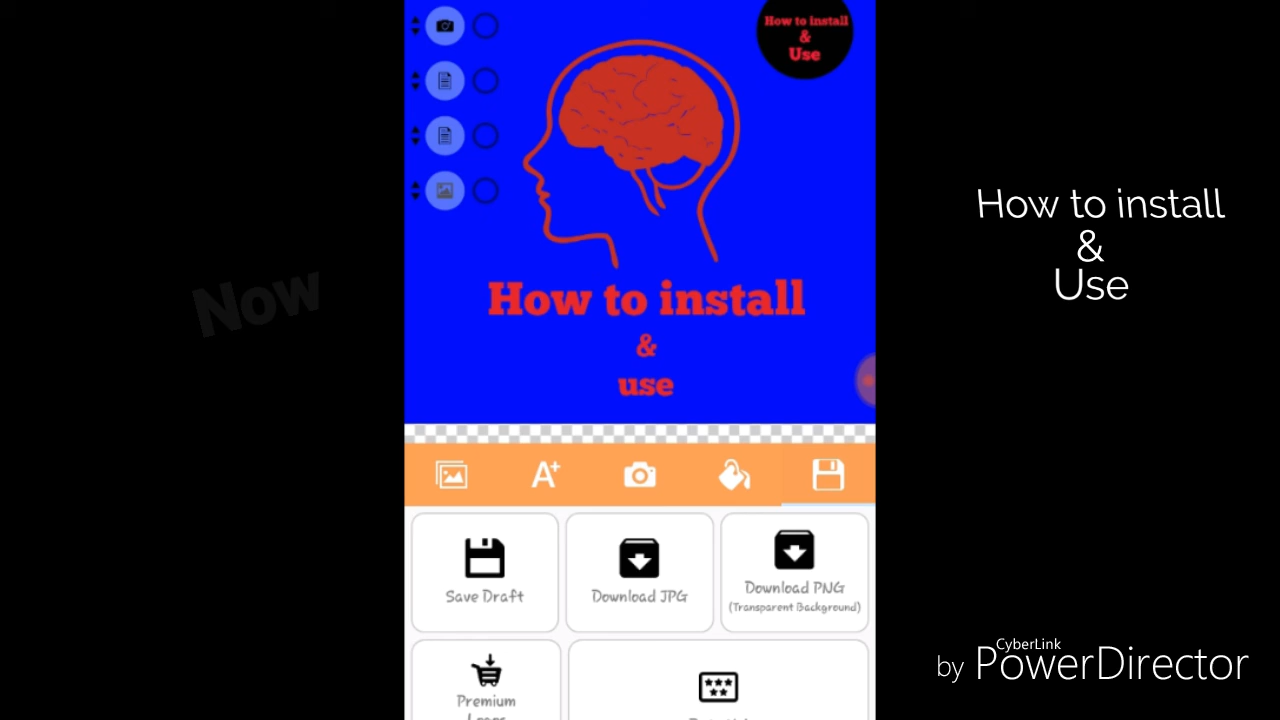 How to install
&
Use
How to install
&
use
Now
How to install
&
Use
A+
Save Draft
Download JPG
Download PNG
(Transparent Background)
Premium
by CyberLink PowerDirector